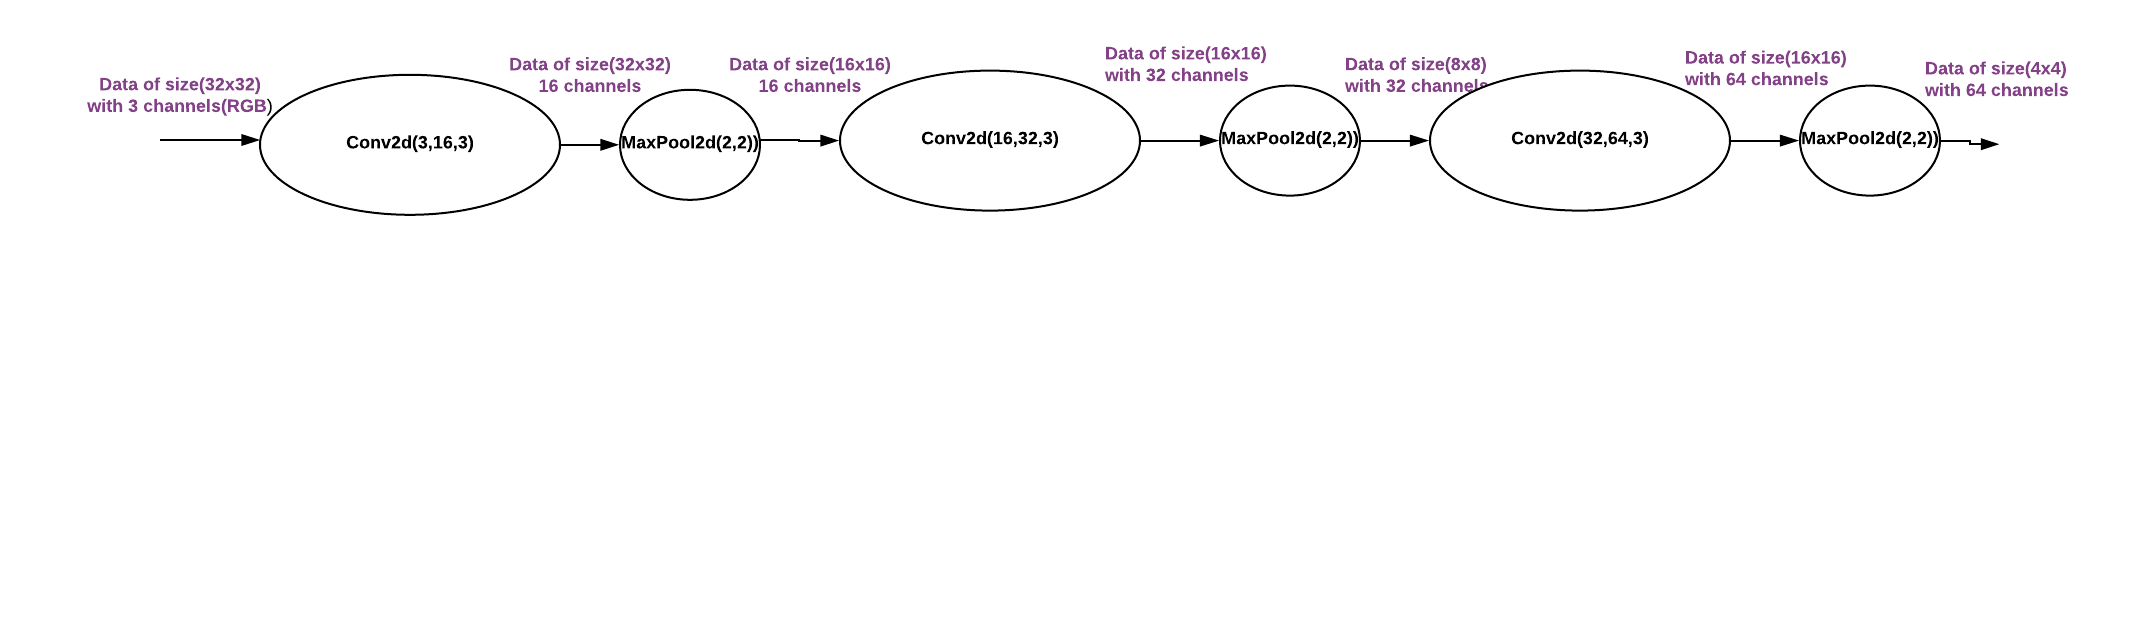 Data of size(32x32)
with 3 channels(RGB)
Conv2d(3,16,3)
Data of size(32x32)
16 channels
MaxPool2d(2,2))
Data of size(16x16)
16 channels
Conv2d(16,32,3)
Data of size(16x16)
with 32 channels
MaxPool2d(2,2))
Data of size(8x8)
with 32 channels
Conv2d(32,64,3)
Data of size(16x16)
with 64 channels
MaxPool2d(2,2))
Data of size(4x4)
with 64 channels